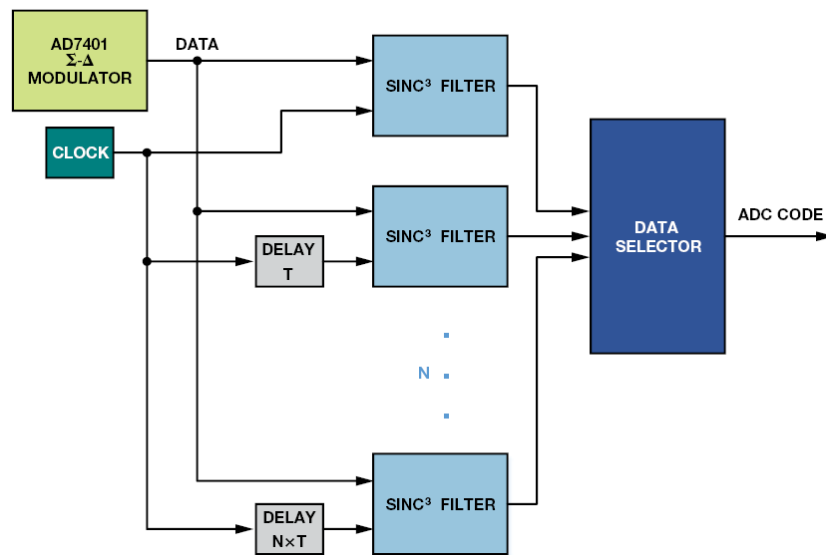 AD7401
Σ-Δ
MODULATOR
DATA
SINC³ FILTER
CLOCK
SINC³ FILTER
DELAY
T
DATA
SELECTOR
ADC CODE
N
SINC³ FILTER
DELAY
N×T